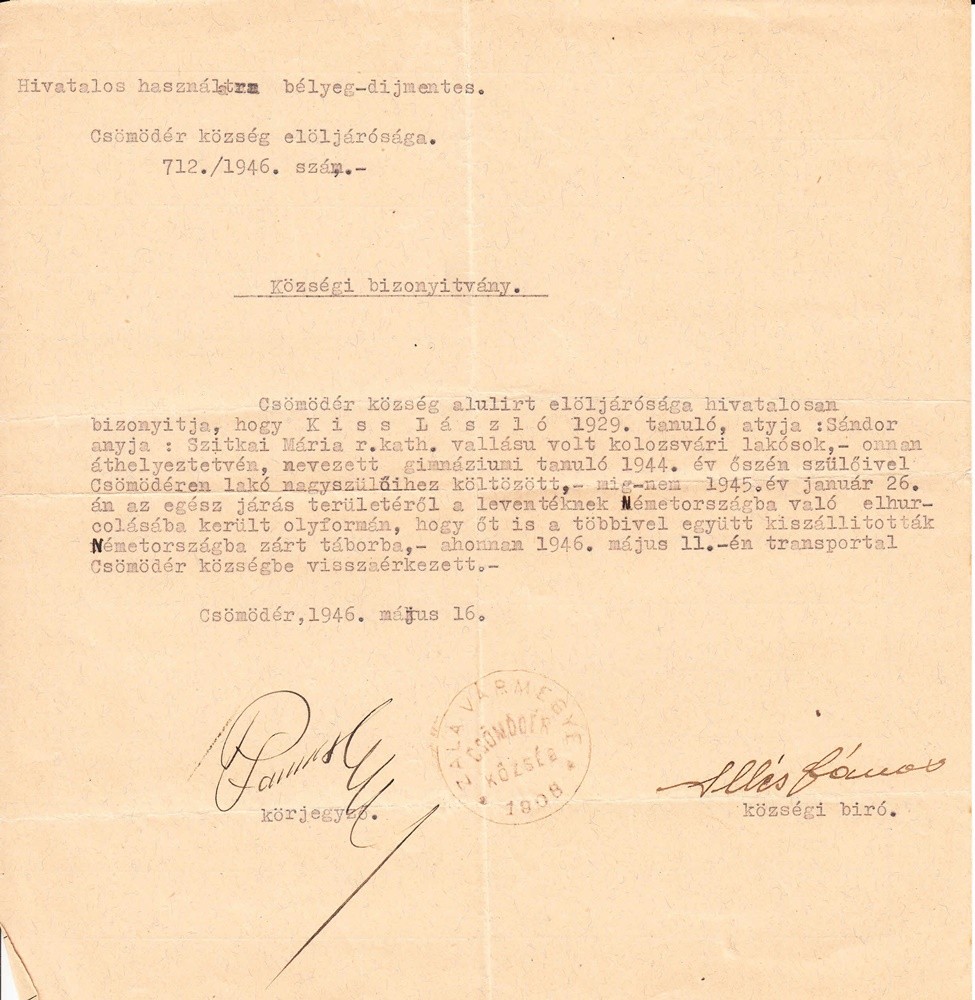 Hivatalos használatra bélyeg-dijmentes.
Csömödér község elöljárósága.
712./1946. szám.-
Községi bizonyitvány.
Csömödér község alulirt elöljárósága hivatalosan
bizonyitja, hogy K i s s  L á s z l ó 1929. tanuló, atyja :Sándor
anyja : Szitkai Mária r.kath. vallásu volt kolozsvári lakósok,- onnan
áthelyeztetvén, nevezett gimnáziumi tanuló 1944. év őszén szülőivel
Csömödéren lakó nagyszülőihez költözött,- mig-nem 1945.év január 26.
án az egész járás területéről a leventéknek Németországba való elhur-
colásába került olyformán, hogy őt is a többivel együtt kiszállitották
Németországba zárt táborba,- ahonnan 1946. május 11.-én transportal
Csömödér községbe visszaérkezett.-
Csömödér,1946. május 16.
ZALA VÁRMEGYE
CSÖMÖDÉR
KÖZSÉG
* 1908 *
Illés János
körjegyző.
községi biró.